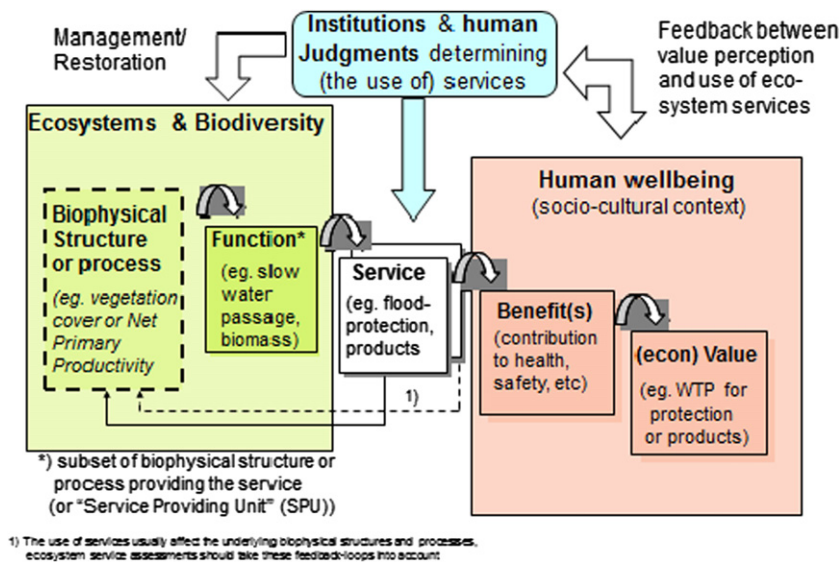 Management/
Restoration
Institutions & human
Judgments determining
(the use of) services
Feedback between
value perception
and use of eco-
system services
Ecosystems & Biodiversity
Biophysical
Structure
or process
(eg. vegetation
cover or Net
Primary
Productivity
Function*
(eg. slow
water
passage,
biomass)
Service
(eg. flood-
protection,
products
1)
Human wellbeing
(socio-cultural context)
Benefit(s)
(contribution
to health,
safety, etc)
(econ) Value
(eg. WTP for
protection
or products)
*) subset of biophysical structure or
process providing the service
(or "Service Providing Unit" (SPU))
1) The use of services usually affect the underlying biophysical structures and processes,
ecosystem service assessments should take these feedback-loops into account